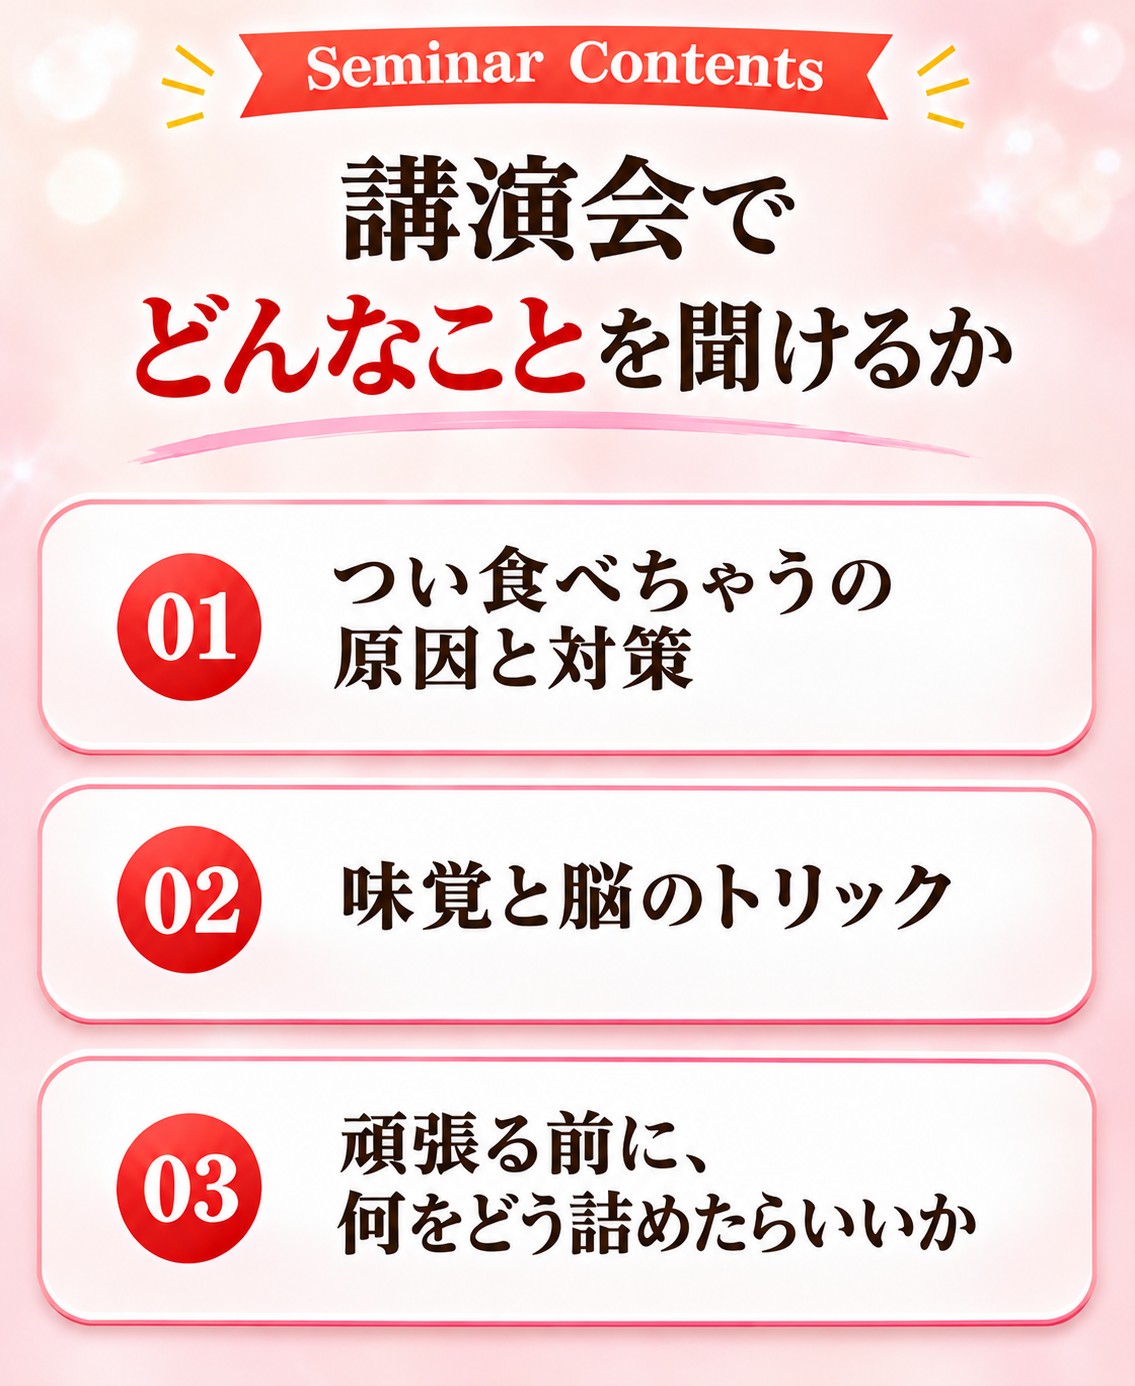 Seminar Contents
講演会で
どんなことを聞けるか
01
つい食べちゃうの
原因と対策
02
味覚と脳のトリック
03
頑張る前に、
何をどう詰めたらいいか